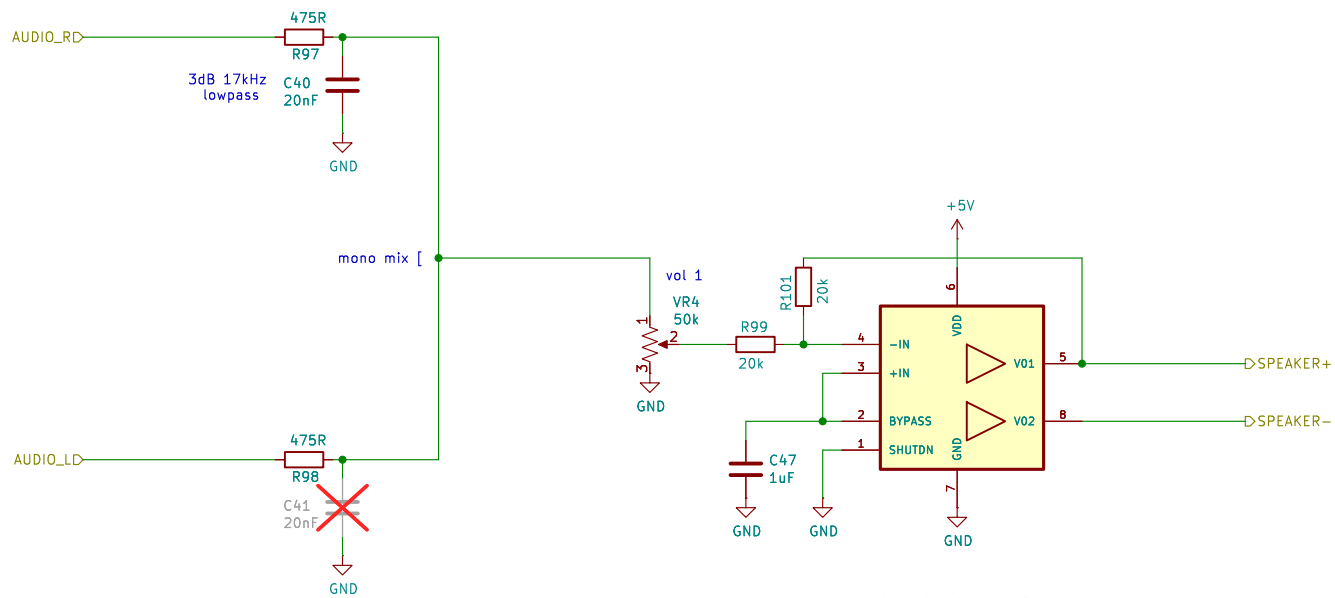 475R
AUDIO_R
R97
3dB 17kHz
lowpass
C40
20nF
GND
+5V
mono mix [
vol 1
VR4
50k
1
2
3
GND
R101
20k
R99
20k
6
VDD
4
-IN
3
+IN
2
BYPASS
1
SHUTDN
VO1
5
SPEAKER+
VO2
8
SPEAKER-
GND
7
GND
C47
1uF
GND
GND
475R
AUDIO_L
R98
C41
20nF
GND